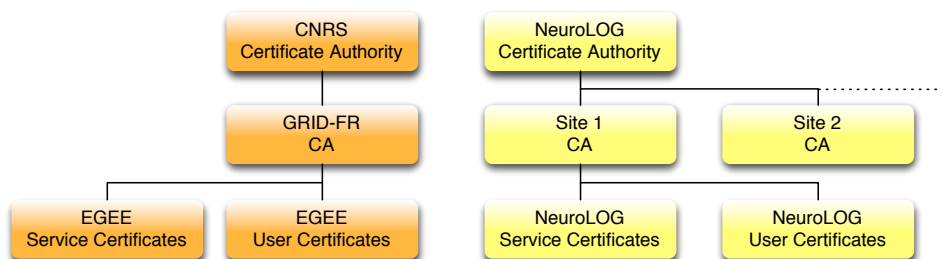 CNRS
Certificate Authority
NeuroLOG
Certificate Authority
GRID-FR
CA
Site 1
CA
Site 2
CA
EGEE
Service Certificates
EGEE
User Certificates
NeuroLOG
Service Certificates
NeuroLOG
User Certificates